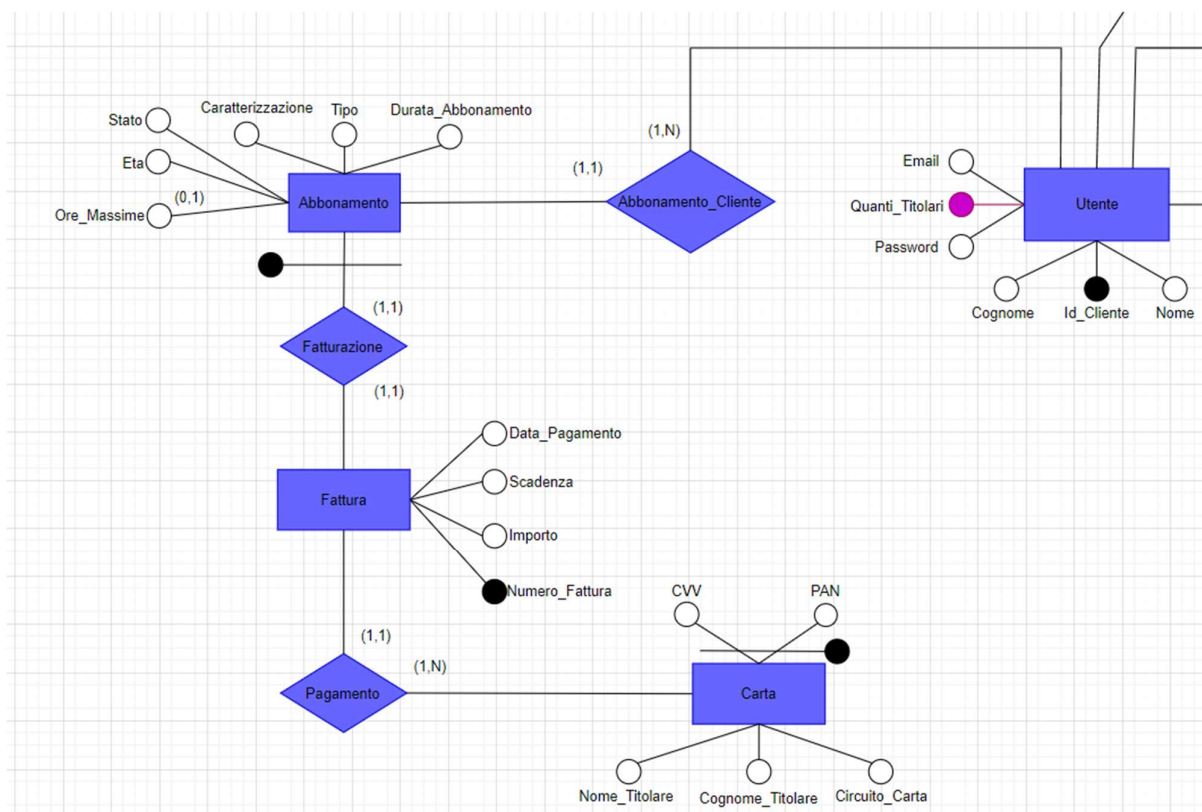 Caratterizzazione
Tipo
Durata_Abbonamento
Stato
(1,N)
Eta
(1,1)
Email
(0,1)
Ore_Massime
Abbonamento
Abbonamento_Cliente
Quanti_Titolari
Utente
Password
(1,1)
Cognome
Id_Cliente
Nome
Fatturazione
(1,1)
Data_Pagamento
Scadenza
Fattura
Importo
Numero_Fattura
CVV
PAN
(1,1)
(1,N)
Pagamento
Carta
Nome_Titolare
Cognome_Titolare
Circuito_Carta